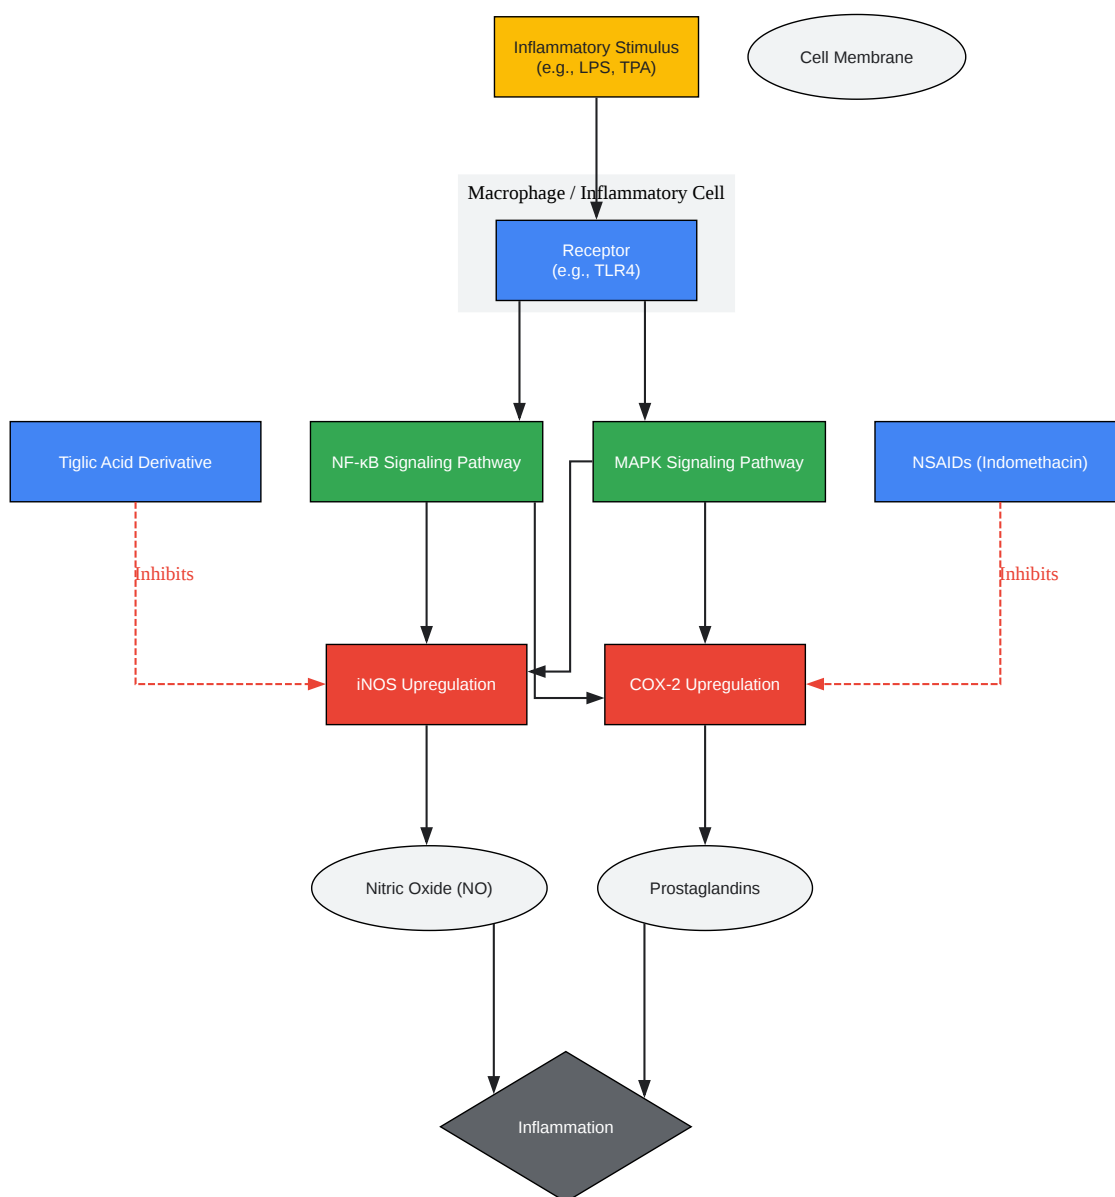 Inflammatory Stimulus
(e.g., LPS, TPA)
Cell Membrane
Macrophage / Inflammatory Cell
Receptor
(e.g., TLR4)
Tiglic Acid Derivative
NF-κB Signaling Pathway
MAPK Signaling Pathway
NSAIDs (Indomethacin)
Inhibits
Inhibits
iNOS Upregulation
COX-2 Upregulation
Nitric Oxide (NO)
Prostaglandins
Inflammation